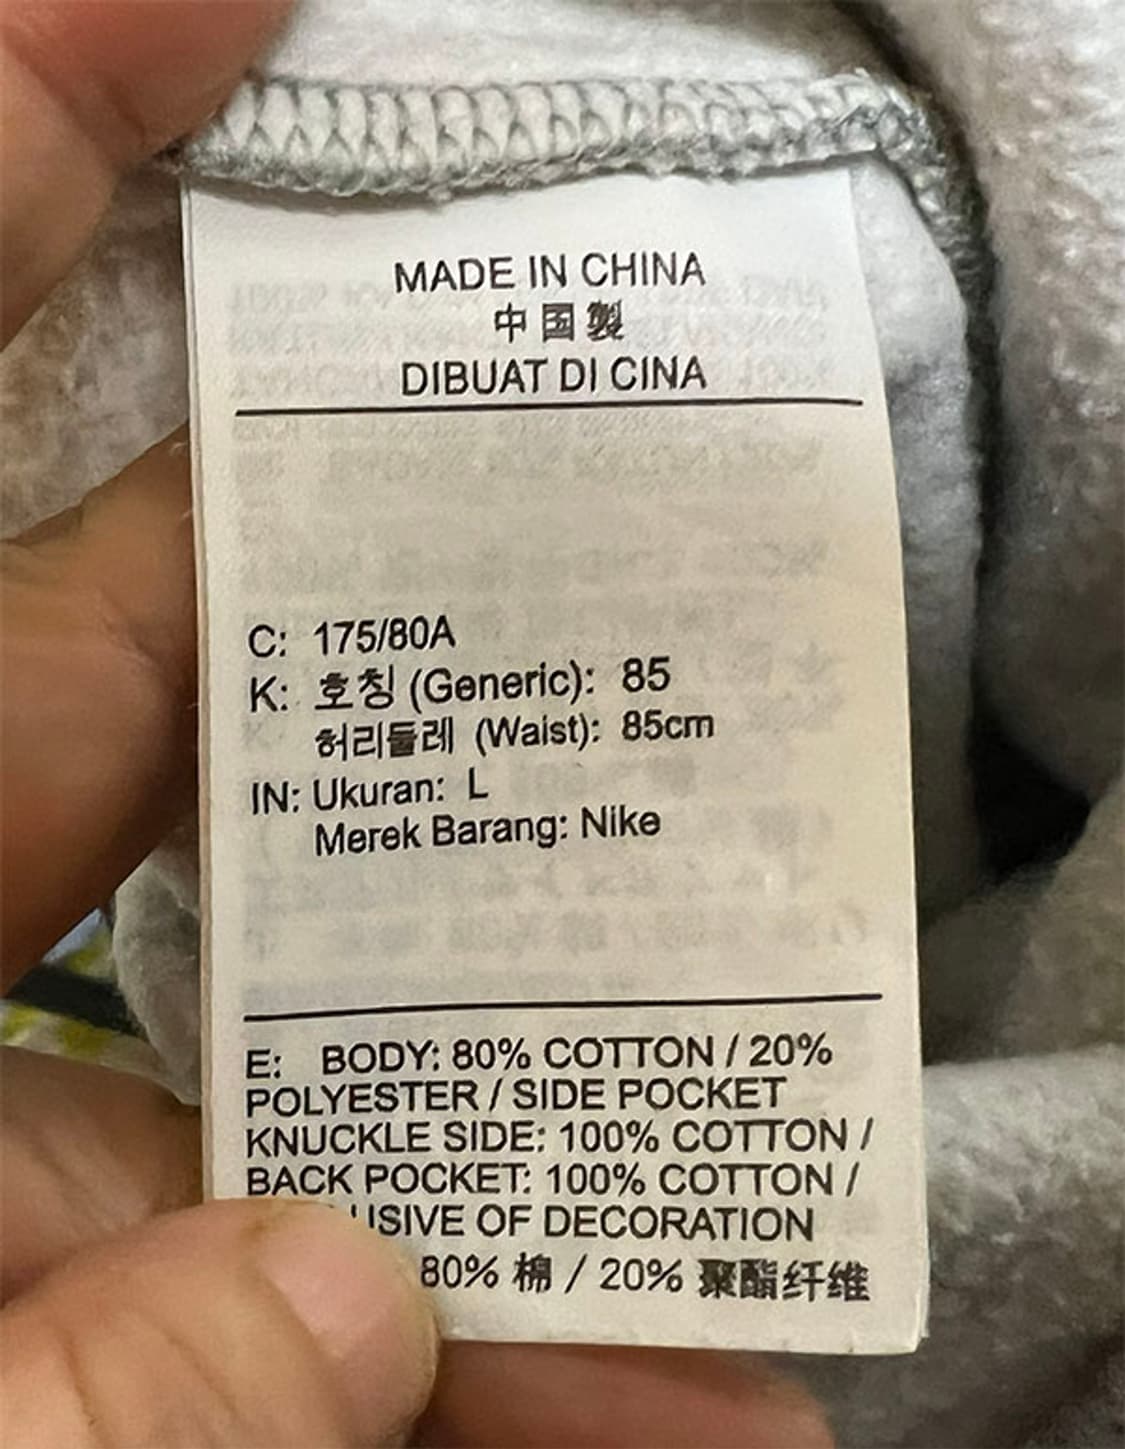 MADE IN CHINA
中国製
DIBUAT DI CINA
C: 175/80A
K: 호칭 (Generic): 85
허리둘레 (Waist): 85cm
IN: Ukuran: L
Merek Barang: Nike
E: BODY: 80% COTTON / 20%
POLYESTER / SIDE POCKET
KNUCKLE SIDE: 100% COTTON /
BACK POCKET: 100% COTTON /
OF DECORATION
80% 棉 / 20% 聚酯纤维